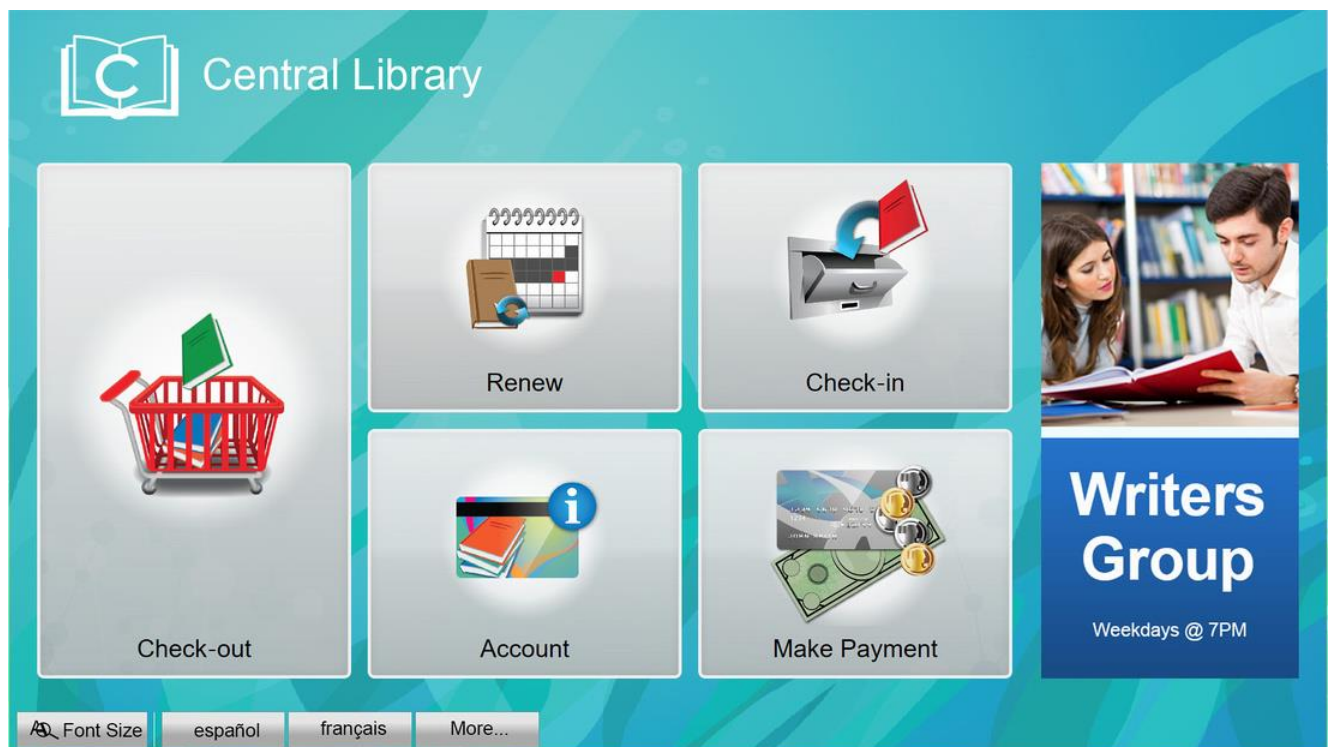 C
Central Library
Renew
Check-in
Check-out
Account
Make Payment
Writers
Group
Weekdays @ 7PM
Font Size
español
français
More...